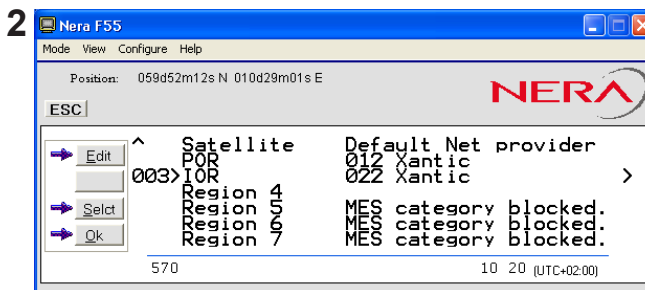 2
Nera F55
Mode View Configure Help
Position: 059d52m12s N 010d29m01s E
NERA
ESC
^ Satellite Default Net provider
Edit POR 012 Xantic
003>IOR 022 Xantic >
Region 4
Selct Region 5 MES category blocked.
Region 6 MES category blocked.
Ok Region 7 MES category blocked.
570 10 20 (UTC+02:00)